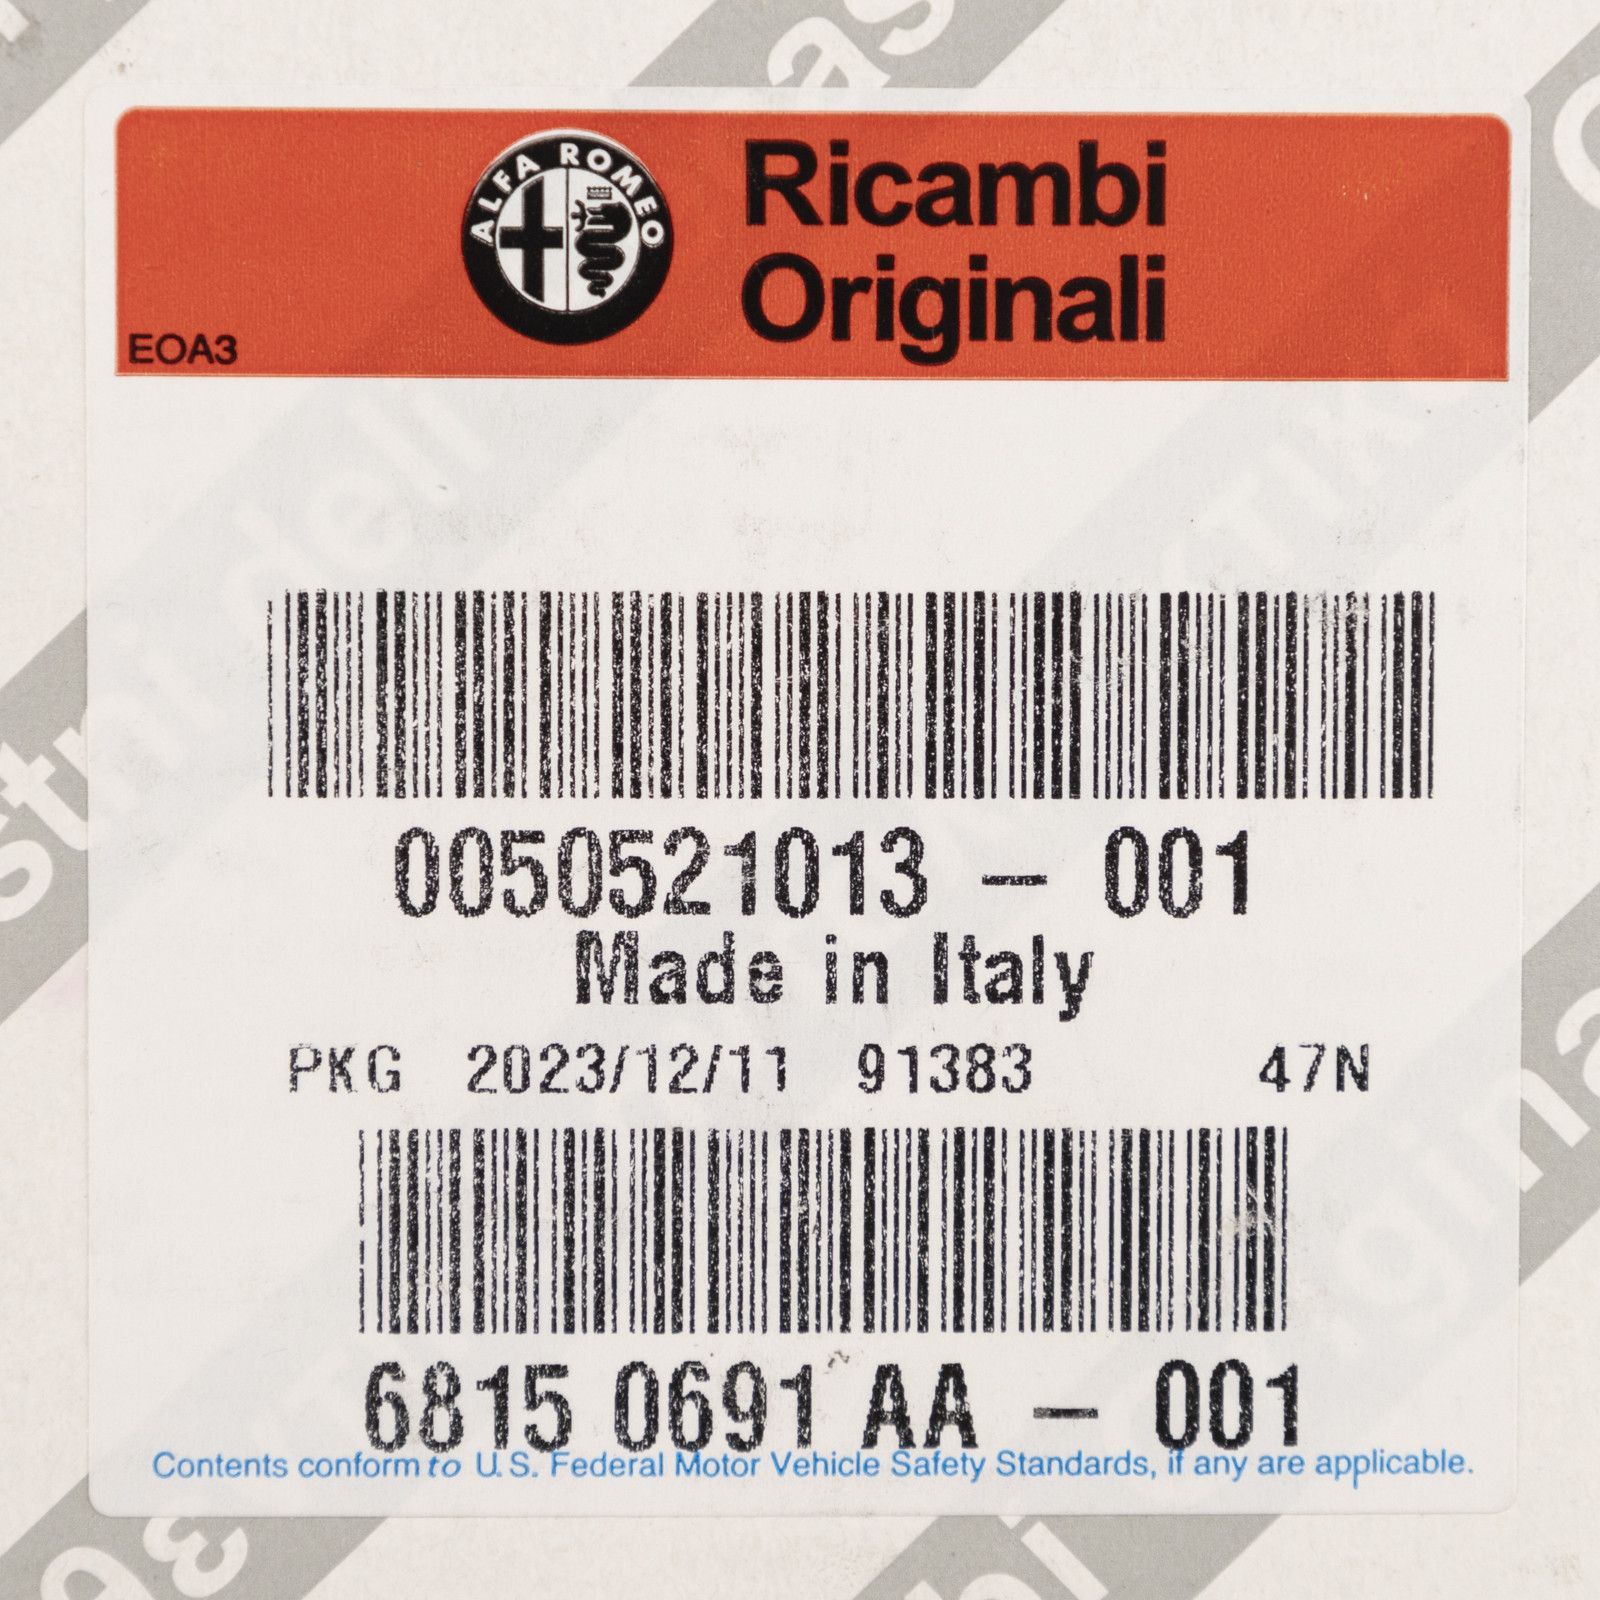 ALFA ROMEO
Ricambi
Originali
EOA3
0050521013 – 001
Made in Italy
PKG 2023/12/11 91383 47N
6815 0691 AA – 001
Contents conform to U.S. Federal Motor Vehicle Safety Standards, if any are applicable.